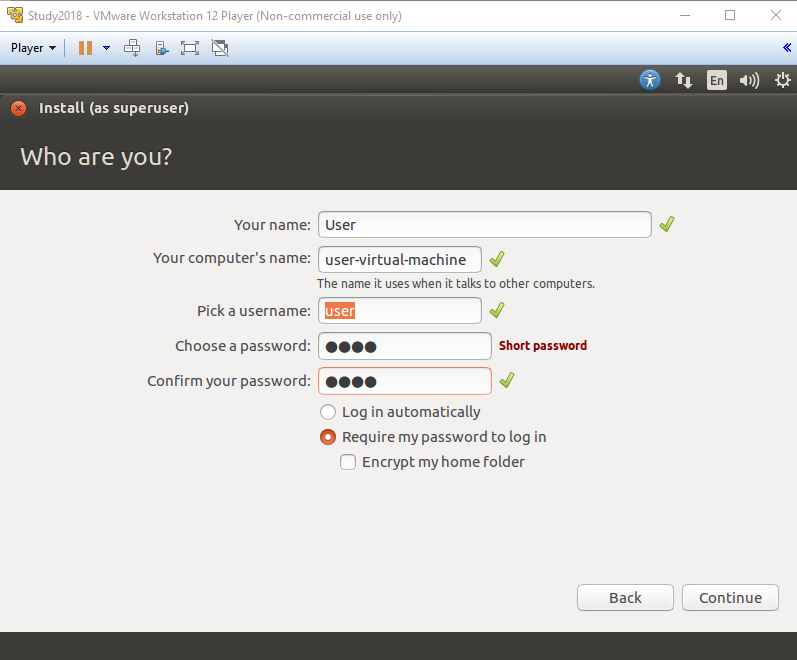 Study2018 - VMware Workstation 12 Player (Non-commercial use only)
Player
En
Install (as superuser)
Who are you?
Your name: User
Your computer's name: user-virtual-machine
The name it uses when it talks to other computers.
Pick a username: user
Choose a password: ●●●● Short password
Confirm your password: ●●●●
Log in automatically
Require my password to log in
Encrypt my home folder
Back Continue